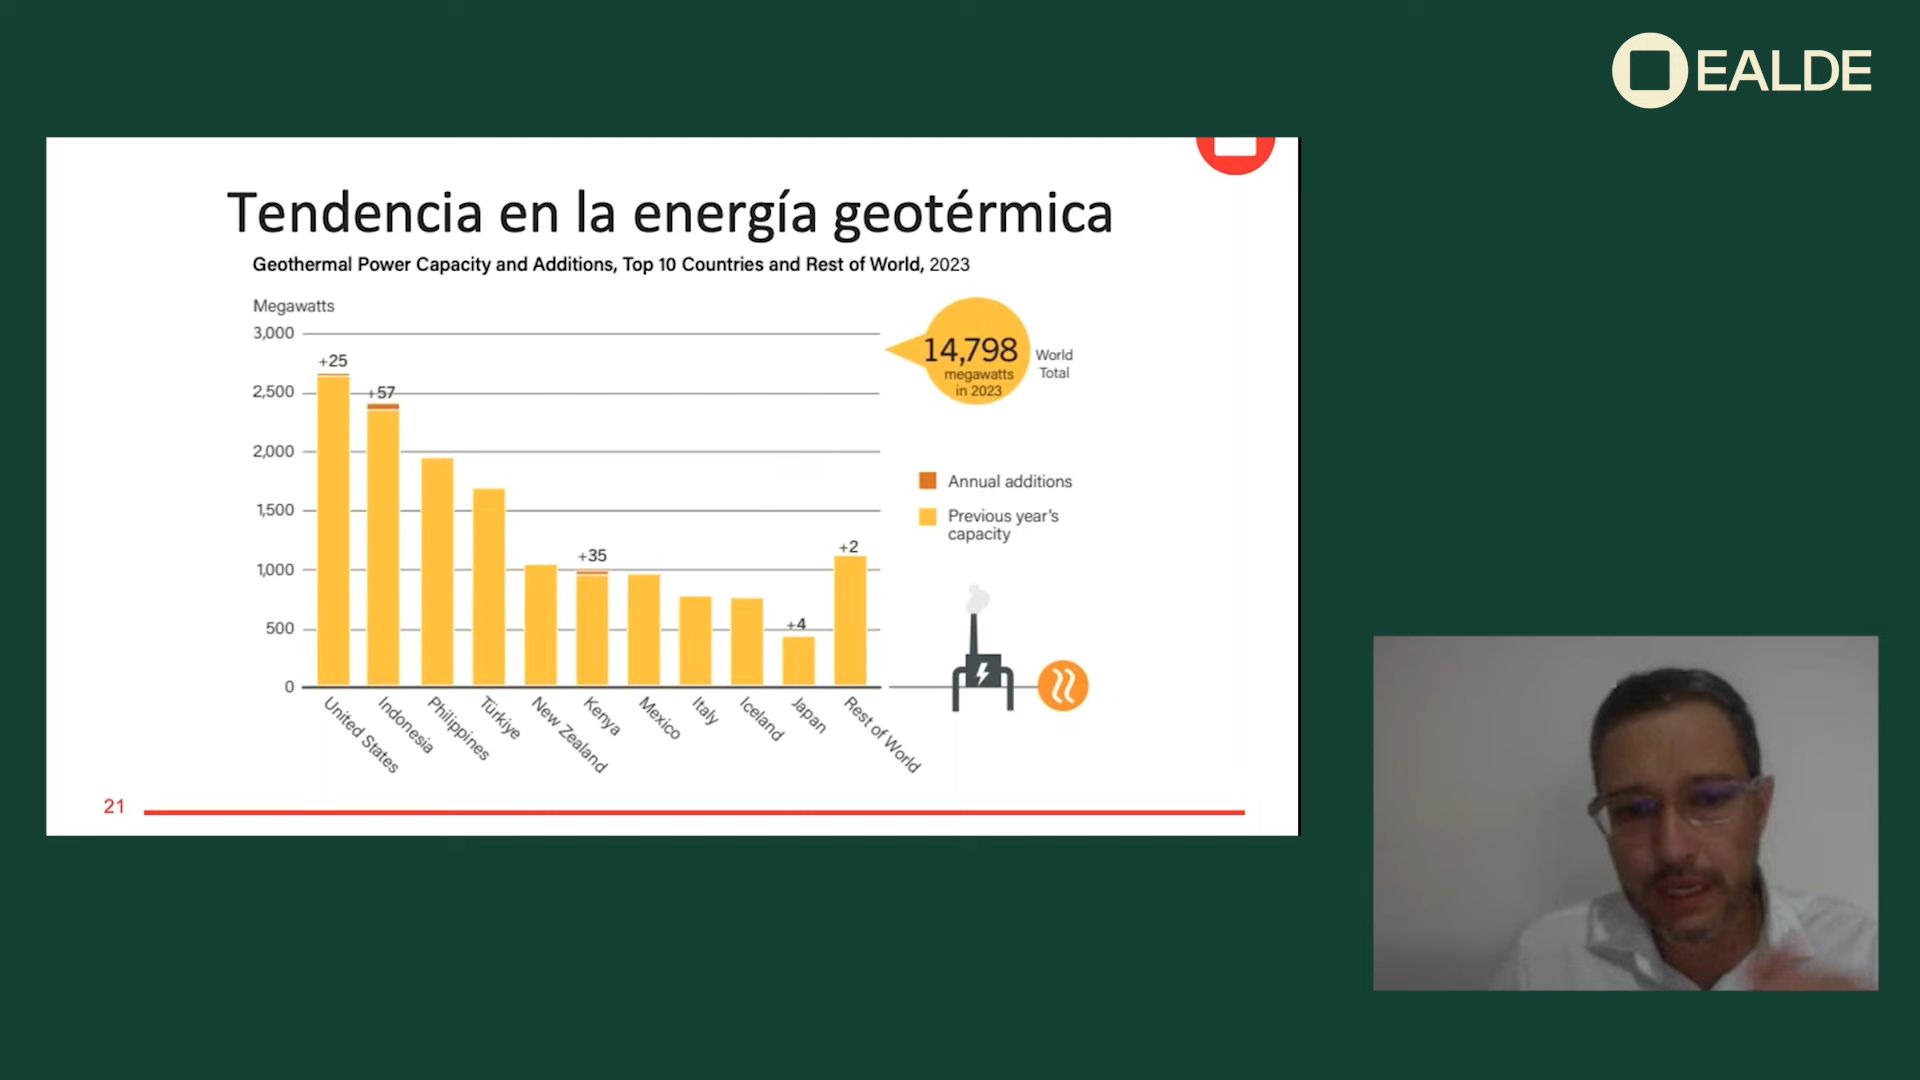 EALDE
Tendencia en la energía geotérmica
Geothermal Power Capacity and Additions, Top 10 Countries and Rest of World, 2023
Megawatts
3,000
2,500
2,000
1,500
1,000
500
0
+25
+57
+35
+4
+2
14,798
megawatts
in 2023
World
Total
Annual additions
Previous year's
capacity
United States
Indonesia
Philippines
Türkiye
New Zealand
Kenya
Mexico
Italy
Iceland
Japan
Rest of World
21